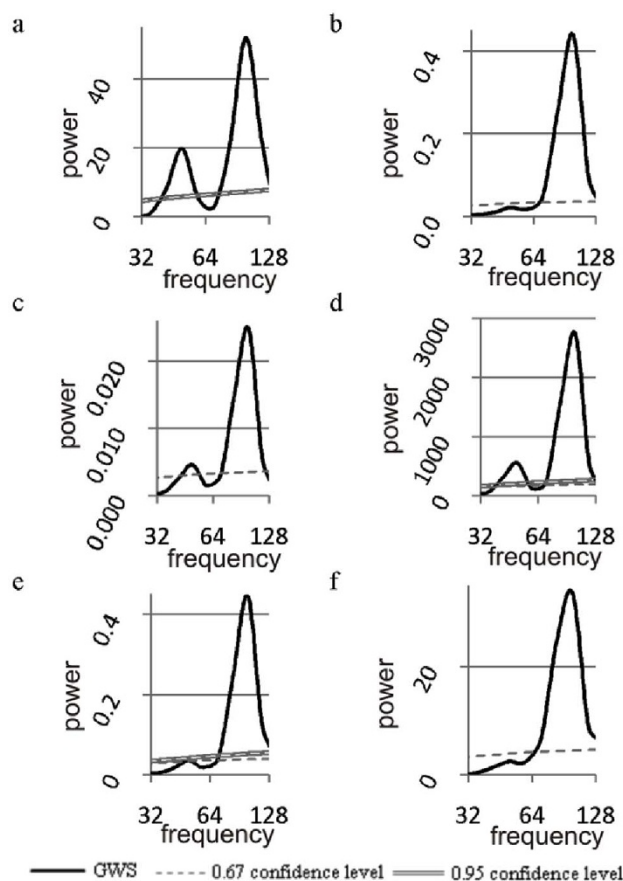 a b
power 40 20 0
32 64 128
frequency
power 0.4 0.2 0.0
32 64 128
frequency
c d
power 0.020 0.010 0.000
32 64 128
frequency
power 3000 2000 1000 0
32 64 128
frequency
e f
power 0.4 0.2 0
32 64 128
frequency
power 20 0
32 64 128
frequency
GWS 0.67 confidence level 0.95 confidence level